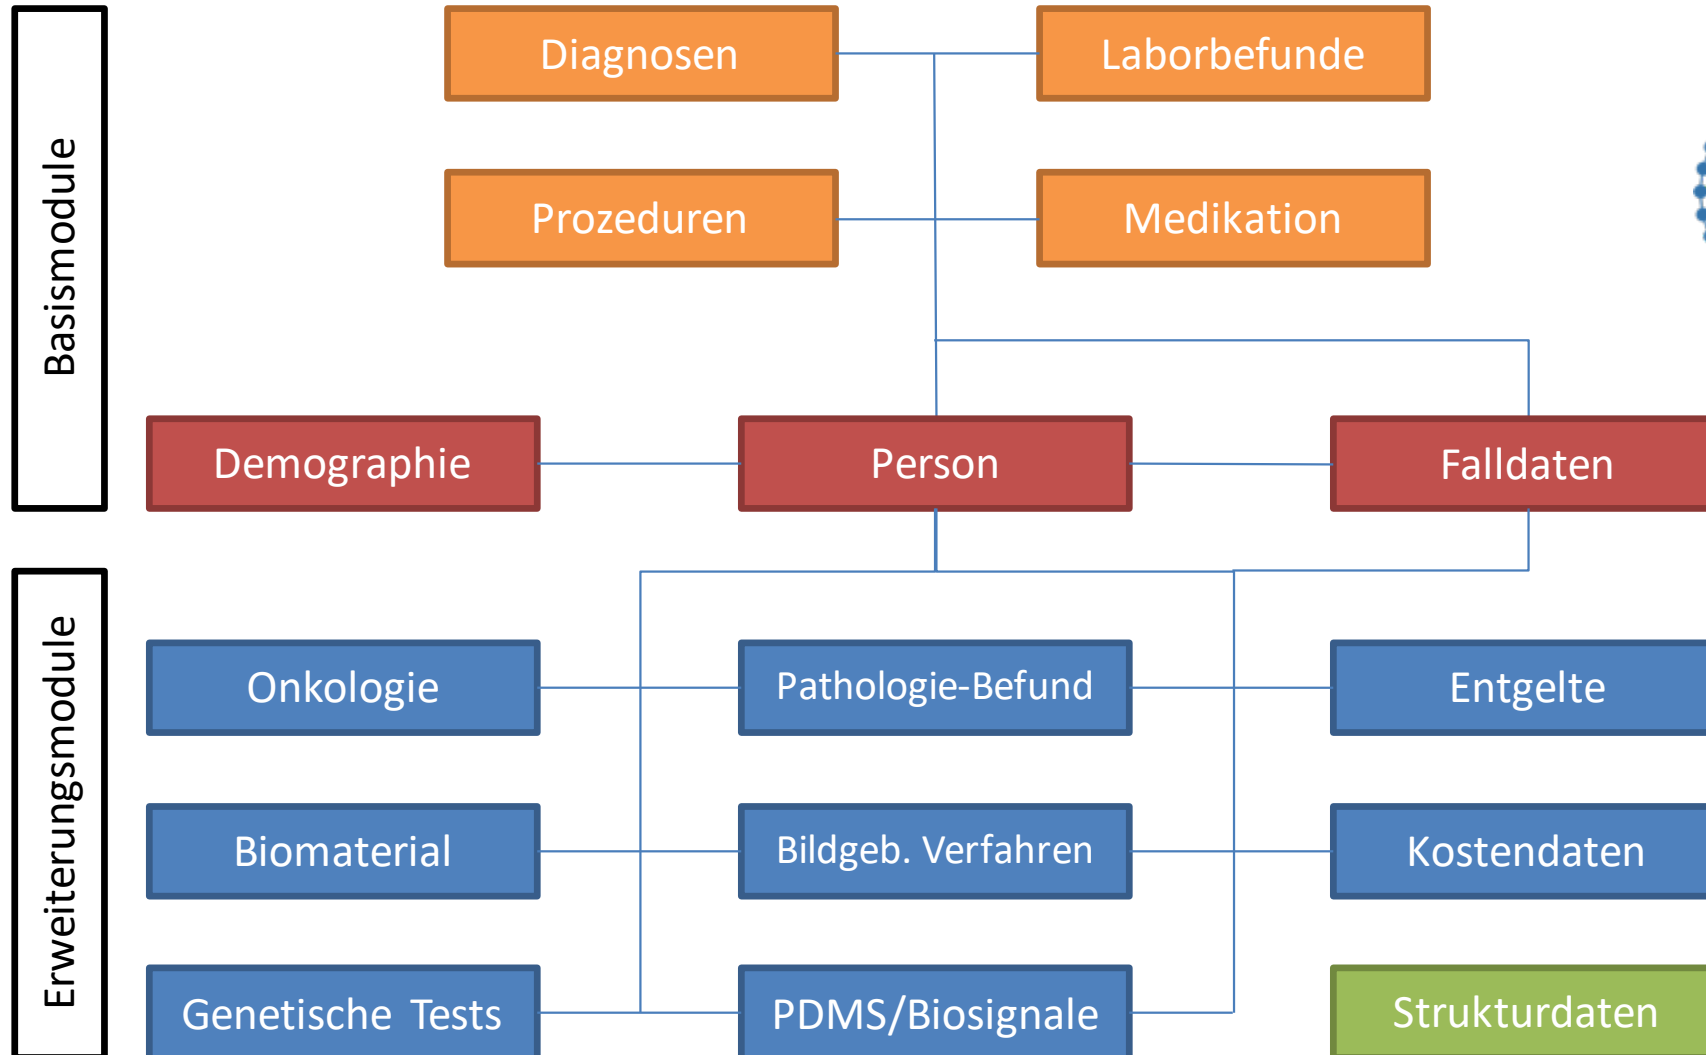 Basismodule
Diagnosen
Laborbefunde
Prozeduren
Medikation
Demographie
Person
Falldaten
Erweiterungsmodule
Onkologie
Pathologie-Befund
Entgelte
Biomaterial
Bildgeb. Verfahren
Kostendaten
Genetische Tests
PDMS/Biosignale
Strukturdaten